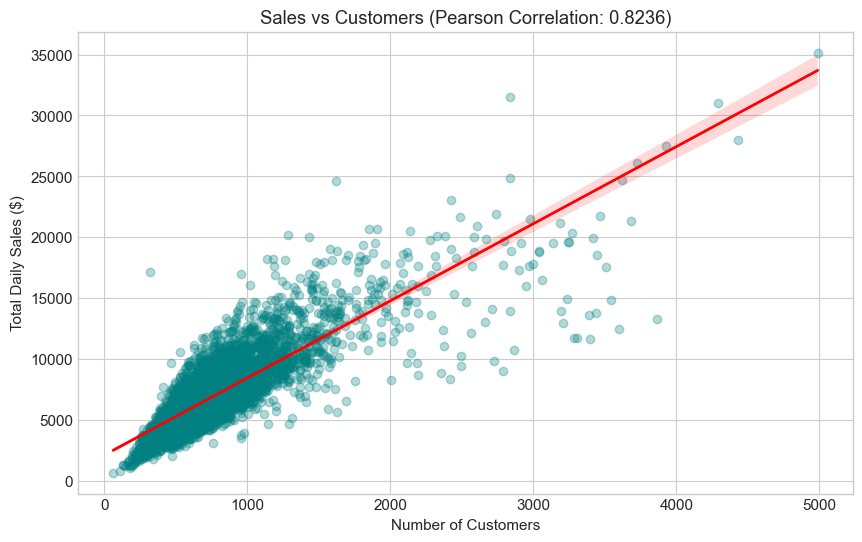 Sales vs Customers (Pearson Correlation: 0.8236)
35000
30000
25000
20000
15000
10000
5000
0
Total Daily Sales ($)
0 1000 2000 3000 4000 5000
Number of Customers